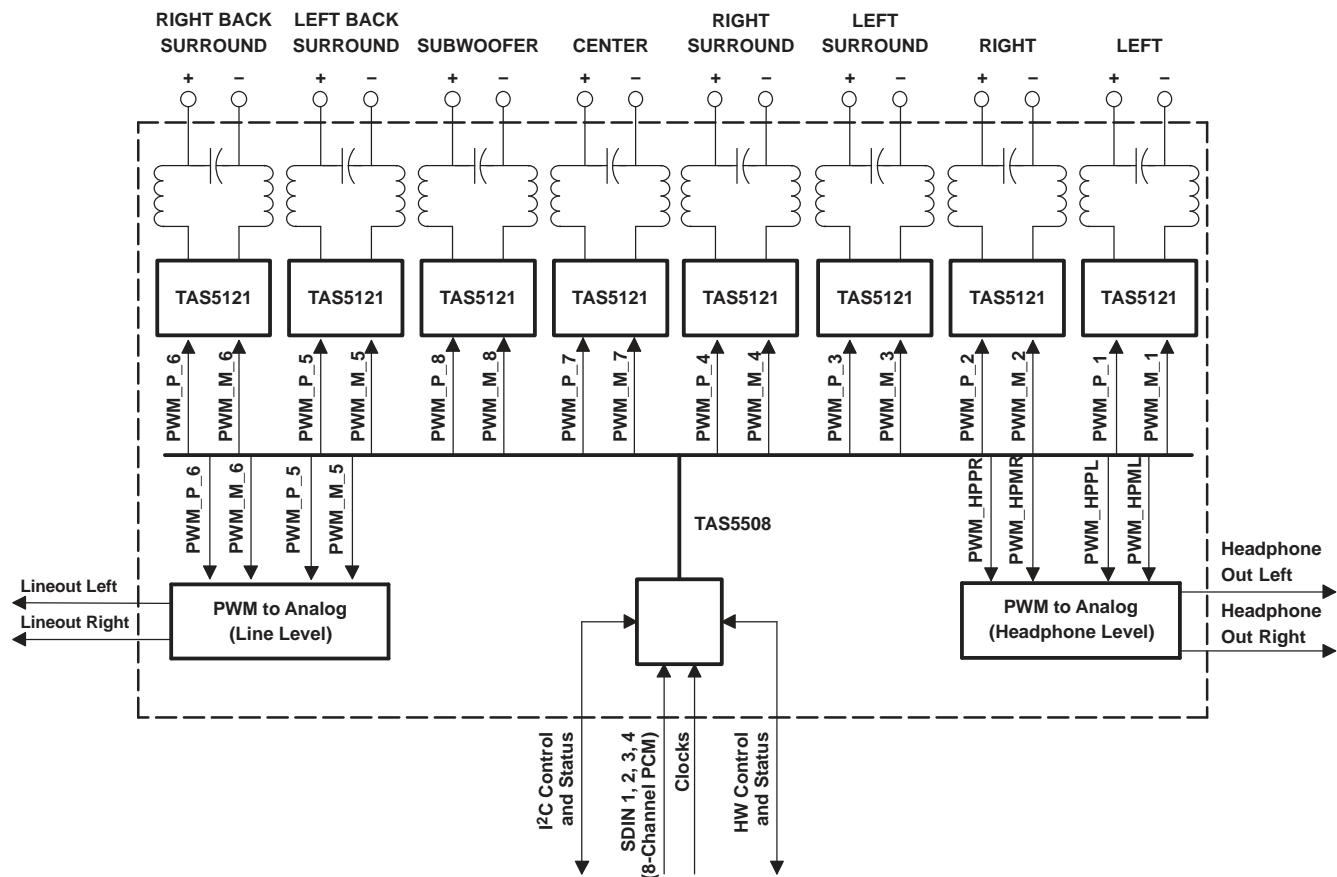 RIGHT BACK
SURROUND
LEFT BACK
SURROUND
SUBWOOFER
CENTER
RIGHT
SURROUND
LEFT
SURROUND
RIGHT
LEFT
+ − + − + − + − + − + − + − + −
TAS5121
TAS5121
TAS5121
TAS5121
TAS5121
TAS5121
TAS5121
TAS5121
PWM_P_6
PWM_M_6
PWM_P_5
PWM_M_5
PWM_P_8
PWM_M_8
PWM_P_7
PWM_M_7
PWM_P_4
PWM_M_4
PWM_P_3
PWM_M_3
PWM_P_2
PWM_M_2
PWM_P_1
PWM_M_1
PWM_P_6
PWM_M_6
PWM_P_5
PWM_M_5
PWM_HPPR
PWM_HPMR
PWM_HPPL
PWM_HPML
TAS5508
Lineout Left
Lineout Right
PWM to Analog
(Line Level)
PWM to Analog
(Headphone Level)
Headphone
Out Left
Headphone
Out Right
I²C Control
and Status
SDIN 1, 2, 3, 4
(8-Channel PCM)
Clocks
HW Control
and Status